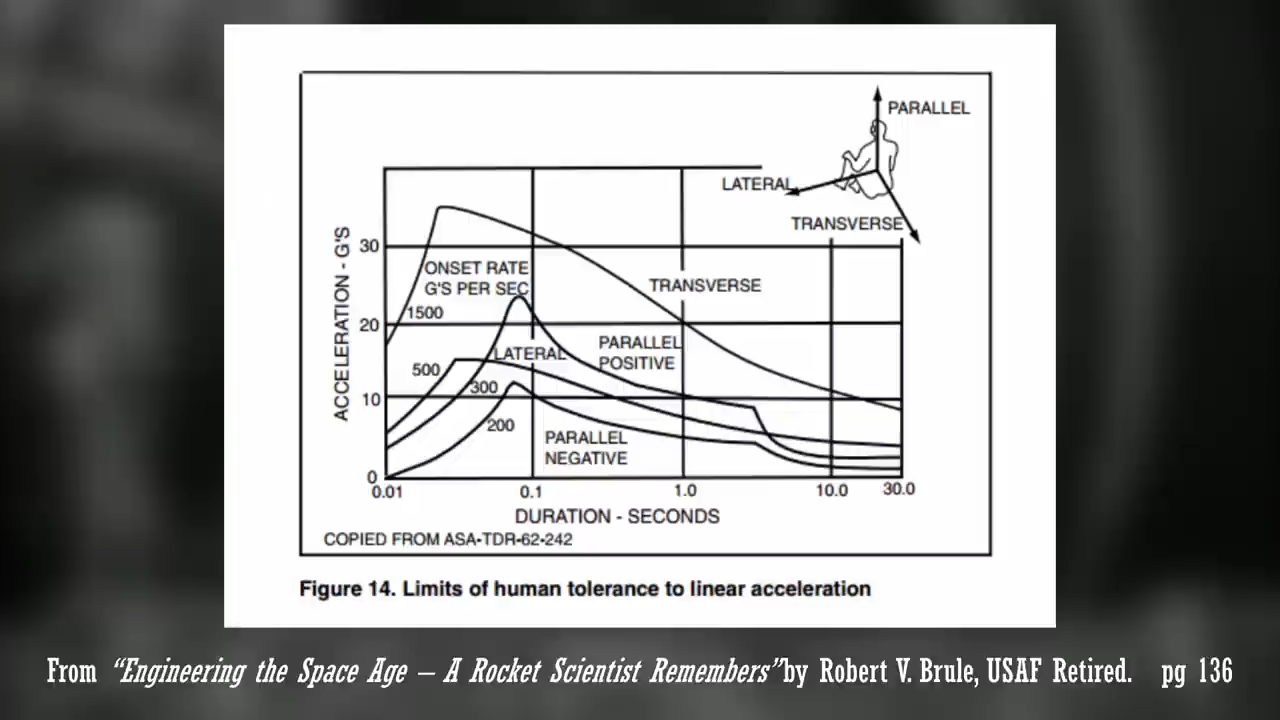 PARALLEL
LATERAL
TRANSVERSE
ACCELERATION - G'S
30
20
10
0
ONSET RATE
G'S PER SEC
1500
500
300
200
TRANSVERSE
LATERAL
PARALLEL
POSITIVE
PARALLEL
NEGATIVE
0.01
0.1
1.0
10.0
30.0
DURATION - SECONDS
COPIED FROM ASA-TDR-62-242
Figure 14. Limits of human tolerance to linear acceleration
From “Engineering the Space Age – A Rocket Scientist Remembers” by Robert V. Brule, USAF Retired. pg 136